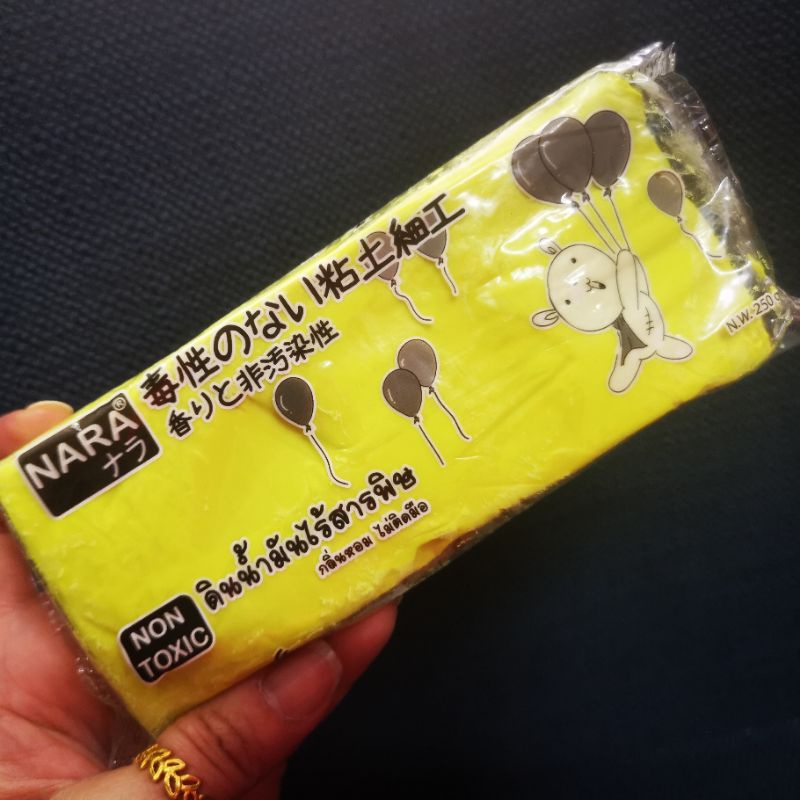 NARA®
ナラ
毒性のない粘土細工
香りと非汚染性
N.W. 250 g
ดินน้ำมันไร้สารพิษ
กลิ่นหอม ไม่ติดมือ
NON
TOXIC